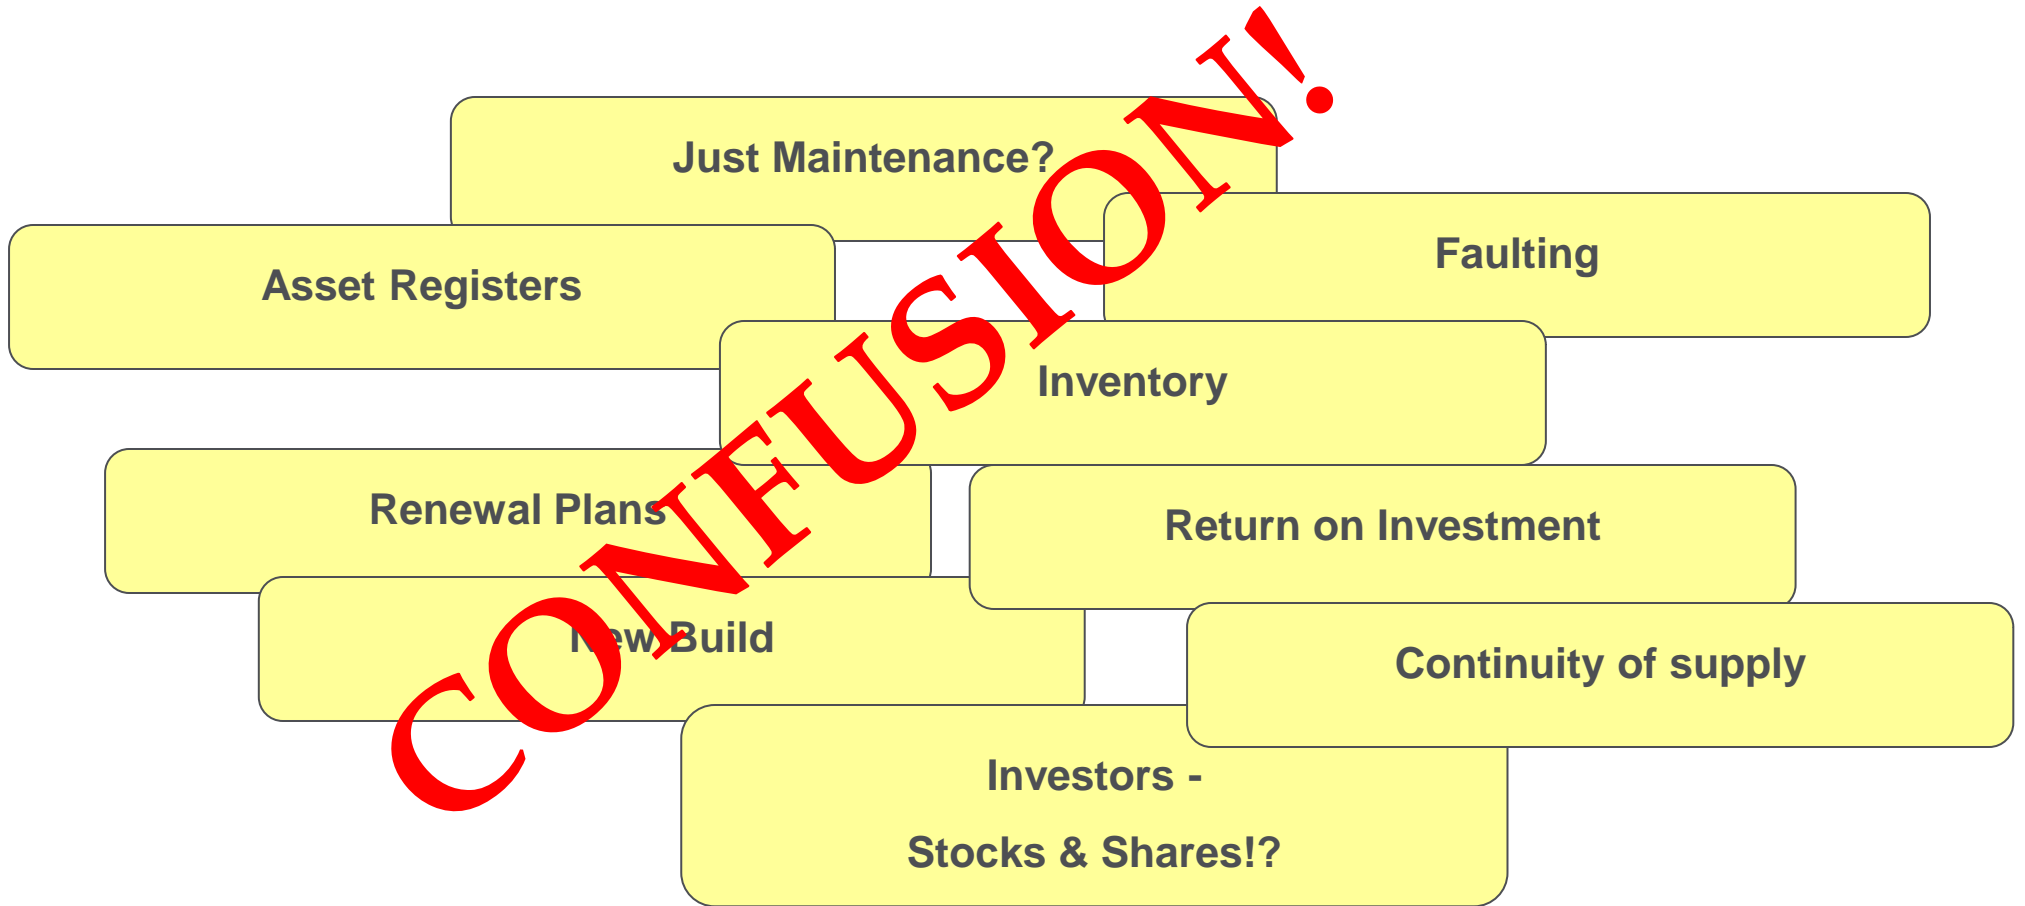 Just Maintenance?
Faulting
Asset Registers
Inventory
Renewal Plans
Return on Investment
New Build
Continuity of supply
Investors -
Stocks & Shares!?
CONFUSION!